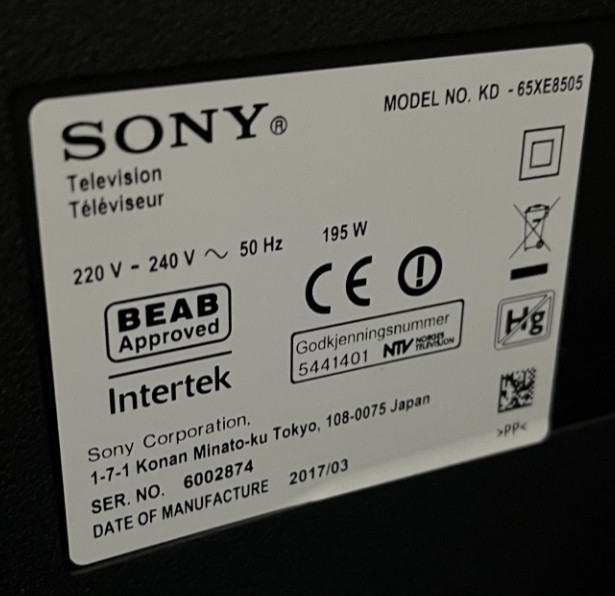 SONY®
MODEL NO. KD - 65XE8505
Television
Téléviseur
220 V - 240 V ~ 50 Hz 195 W
BEAB
Approved
Intertek
CE
Godkjenningsnummer
5441401 NTV NORGES TELEVISION
Hg
Sony Corporation,
1-7-1 Konan Minato-ku Tokyo, 108-0075 Japan
SER. NO. 6002874
DATE OF MANUFACTURE 2017/03
>PP<